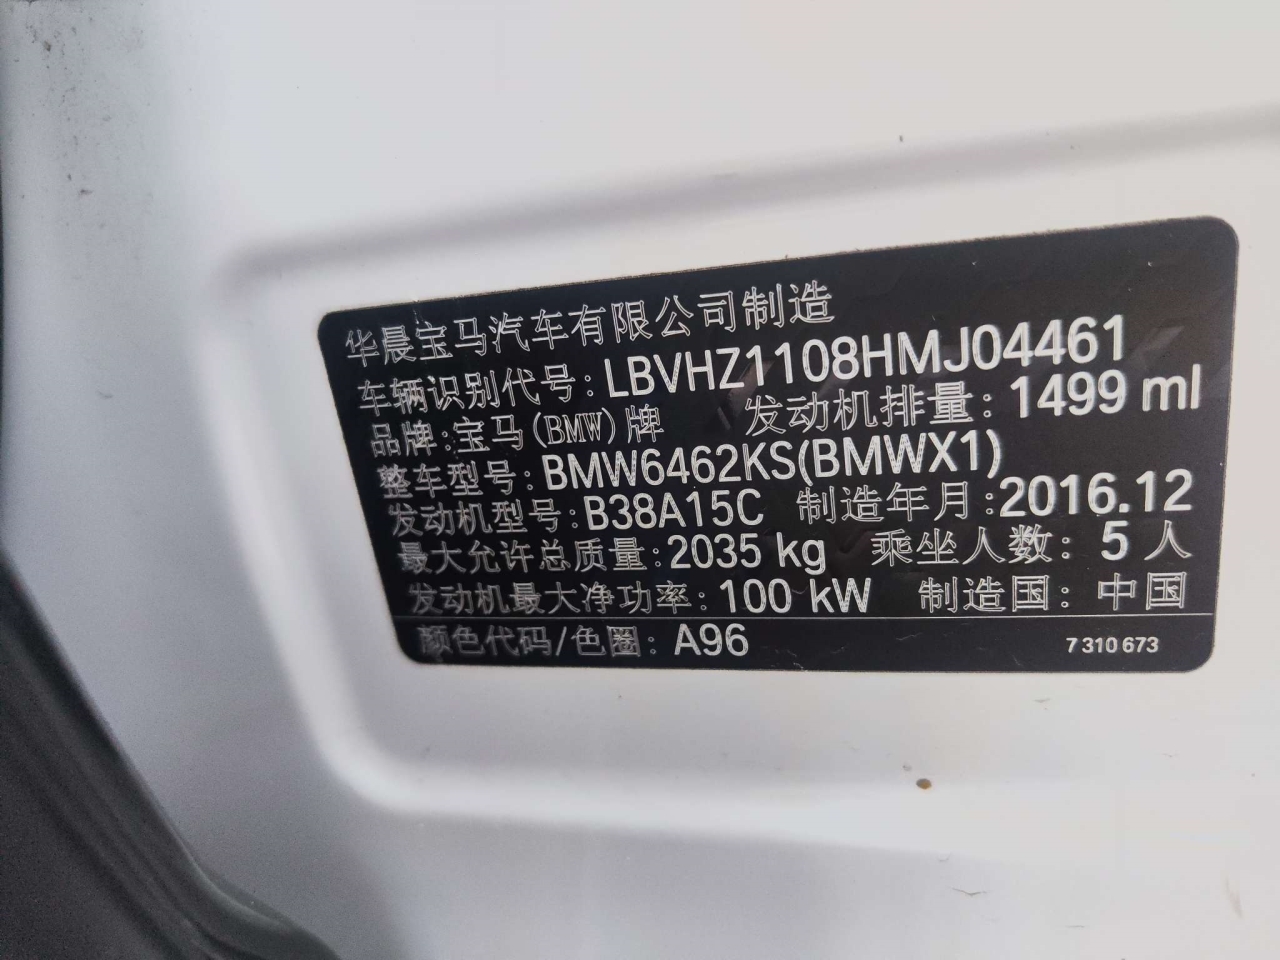 华晨宝马汽车有限公司制造
车辆识别代号: LBVHZ1108HMJ04461
品牌:宝马(BMW)牌 发动机排量: 1499 ml
整车型号: BMW6462KS(BMWX1)
发动机型号: B38A15C 制造年月:2016.12
最大允许总质量: 2035 kg 乘坐人数: 5 人
发动机最大净功率: 100 kW 制造国: 中国
颜色代码/色圈: A96 7 310 673